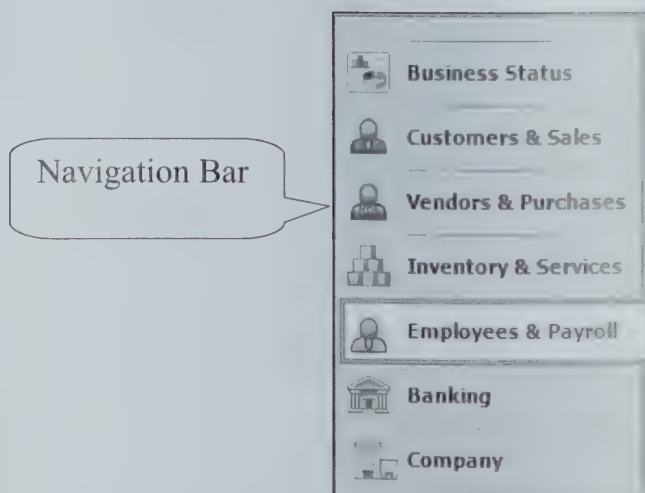 Navigation Bar
Business Status
Customers & Sales
Vendors & Purchases
Inventory & Services
Employees & Payroll
Banking
Company